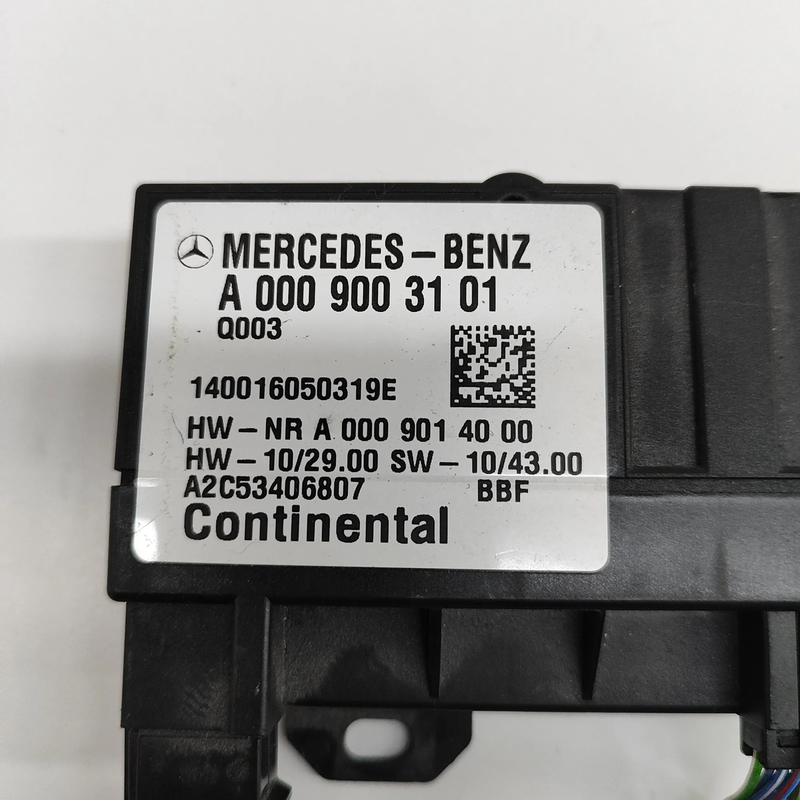 MERCEDES-BENZ
A 000 900 31 01
Q003
140016050319E
HW-NR A 000 901 40 00
HW-10/29.00 SW-10/43.00
A2C53406807 BBF
Continental